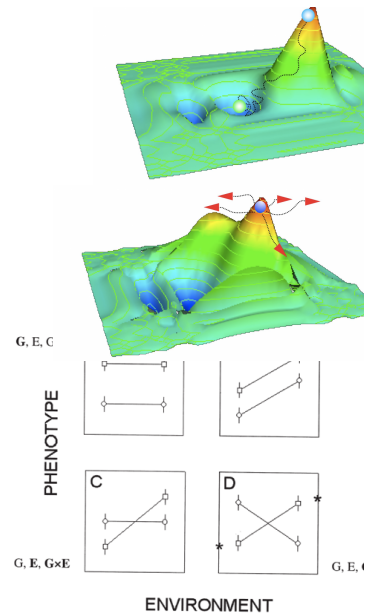 G, E, G
PHENOTYPE
C
D
*
*
G, E, G×E
G, E,
ENVIRONMENT